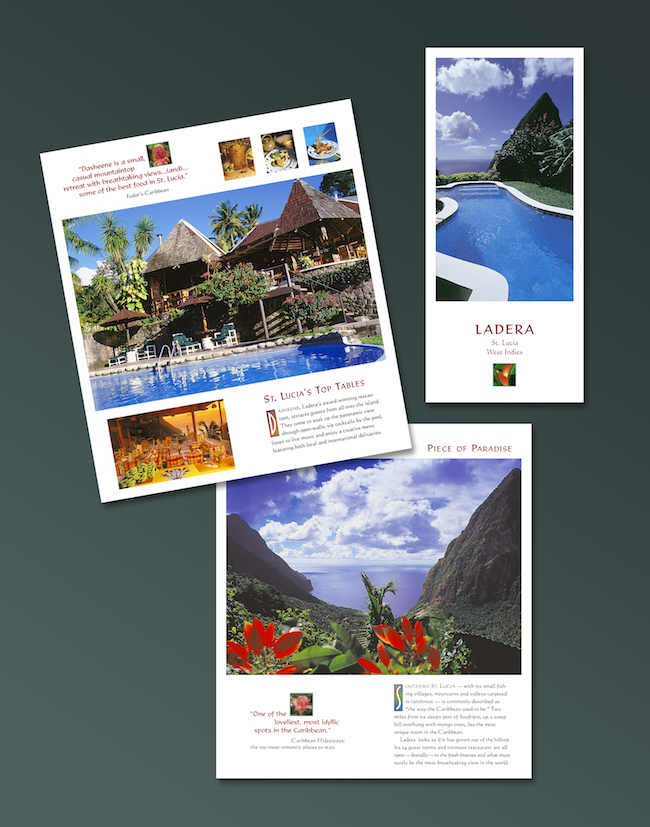 "Dasheene is a small,
casual mountaintop
retreat with breathtaking views...(and)...
some of the best food in St. Lucia."
Fodor's Caribbean
St. Lucia's Top Tables
Dasheene, Ladera's award-winning restau-
rant, attracts guests from all over the island.
They come to soak up the panoramic view
through open-walls, sip cocktails by the pool,
listen to live music and enjoy a creative menu
featuring both local and international delicacies.
LADERA
St. Lucia
West Indies
Piece of Paradise
"One of the
loveliest, most idyllic
spots in the Caribbean."
Caribbean Hideaways:
the 100 most romantic places to stay
Southern St. Lucia — with its small fish-
ing villages, mountains and valleys carpeted
in rainforest — is commonly described as
"the way the Caribbean used to be." Two
miles from its sleepy port of Soufrière, up a steep
hill overhung with mango trees, lies the most
unique resort in the Caribbean.
Ladera looks as if it has grown out of the hilltop.
Its 24 guest rooms and intimate restaurant are all
open — literally — to the fresh breezes and what must
surely be the most breathtaking view in the world.